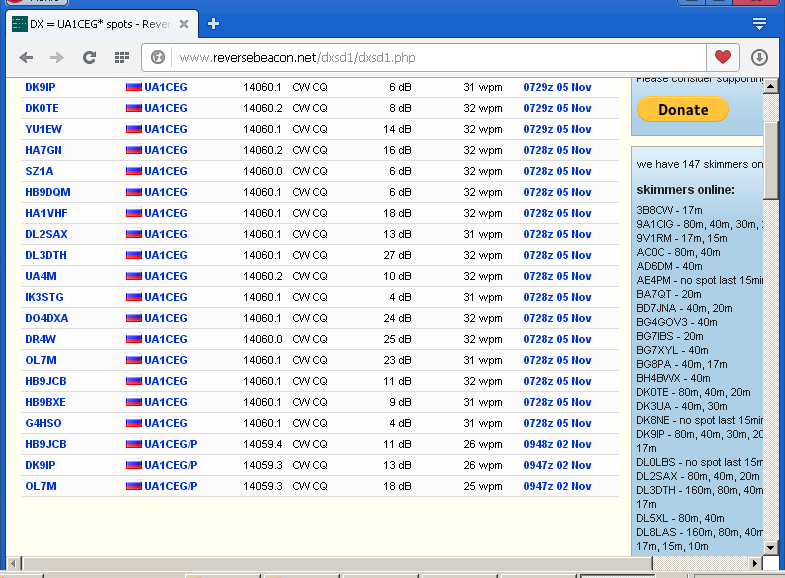 DX = UA1CEG* spots - Rever
www.reversebeacon.net/dxsd1/dxsd1.php
DK9IP UA1CEG 14060.1 CW CQ 6 dB 31 wpm 0729z 05 Nov
DK0TE UA1CEG 14060.2 CW CQ 8 dB 32 wpm 0729z 05 Nov
YU1EW UA1CEG 14060.1 CW CQ 14 dB 32 wpm 0729z 05 Nov
HA7GN UA1CEG 14060.2 CW CQ 16 dB 32 wpm 0728z 05 Nov
SZ1A UA1CEG 14060.0 CW CQ 6 dB 32 wpm 0728z 05 Nov
HB9DQM UA1CEG 14060.2 CW CQ 6 dB 32 wpm 0728z 05 Nov
HA1VHF UA1CEG 14060.1 CW CQ 18 dB 32 wpm 0728z 05 Nov
DL2SAX UA1CEG 14060.1 CW CQ 13 dB 31 wpm 0728z 05 Nov
DL3DTH UA1CEG 14060.1 CW CQ 27 dB 32 wpm 0728z 05 Nov
UA4M UA1CEG 14060.2 CW CQ 10 dB 32 wpm 0728z 05 Nov
IK3STG UA1CEG 14060.1 CW CQ 4 dB 31 wpm 0728z 05 Nov
DO4DXA UA1CEG 14060.1 CW CQ 24 dB 32 wpm 0728z 05 Nov
DR4W UA1CEG 14060.0 CW CQ 25 dB 32 wpm 0728z 05 Nov
OL7M UA1CEG 14060.1 CW CQ 23 dB 31 wpm 0728z 05 Nov
HB9JCB UA1CEG 14060.1 CW CQ 11 dB 32 wpm 0728z 05 Nov
HB9BXE UA1CEG 14060.1 CW CQ 9 dB 31 wpm 0728z 05 Nov
G4HSO UA1CEG 14060.1 CW CQ 4 dB 31 wpm 0728z 05 Nov
HB9JCB UA1CEG/P 14059.4 CW CQ 11 dB 26 wpm 0948z 02 Nov
DK9IP UA1CEG/P 14059.3 CW CQ 13 dB 26 wpm 0947z 02 Nov
OL7M UA1CEG/P 14059.3 CW CQ 18 dB 25 wpm 0947z 02 Nov
Please consider supporting
Donate
we have 147 skimmers on
skimmers online:
3B8CW - 17m
9A1CIG - 80m, 40m, 30m,
9V1RM - 17m, 15m
AC0C - 80m, 40m
AD6DM - 40m
AE4PM - no spot last 15min
BA7QT - 20m
BD7JNA - 40m, 20m
BG4GOV3 - 40m
BG7IBS - 20m
BG7XYL - 40m
BG8PA - 40m, 17m
BH4BWX - 40m
DK0TE - 80m, 40m, 20m
DK3UA - 40m, 30m
DK8NE - no spot last 15min
DK9IP - 80m, 40m, 30m, 20
17m
DL0LBS - no spot last 15m
DL2SAX - 80m, 40m, 20m
DL3DTH - 160m, 80m, 40m
17m
DL5XL - 80m, 40m
DL8LAS - 160m, 80m, 40m
17m, 15m, 10m